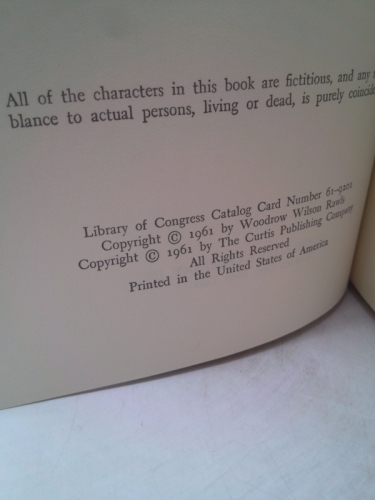 All of the characters in this book are fictitious, and any
blance to actual persons, living or dead, is purely
Library of Congress Catalog Card Number 61-9201
Copyright © 1961 by Woodrow Wilson Rawls
Copyright © 1961 by The Curtis Publishing Company
All Rights Reserved
Printed in the United States of America